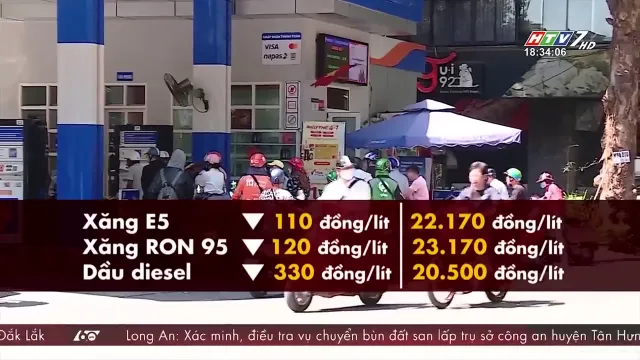 HTV7 HD
18:34:06
VISA
napas
u·i
92
Xăng E5 ▼ 110 đồng/lít 22.170 đồng/lít
Xăng RON 95 ▼ 120 đồng/lít 23.170 đồng/lít
Dầu diesel ▼ 330 đồng/lít 20.500 đồng/lít
Đắk Lắk 60 Long An: Xác minh, điều tra vụ chuyển bùn đất san lấp trụ sở công an huyện Tân Hưn